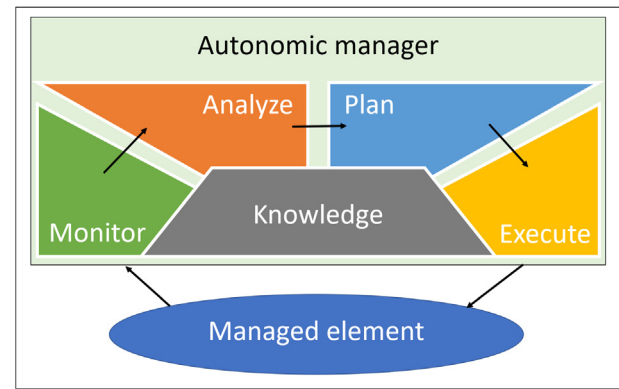 Autonomic manager
Analyze
Plan
Monitor
Knowledge
Execute
Managed element